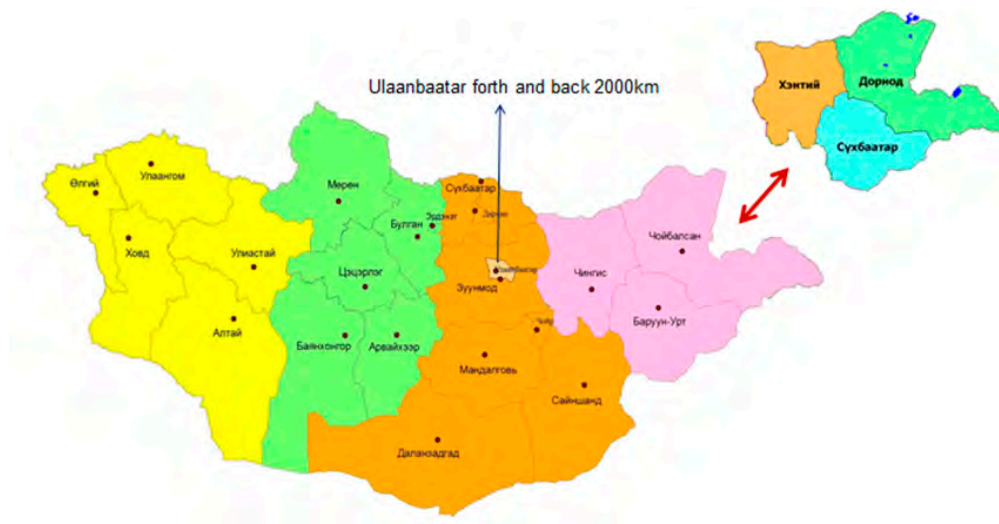 Ulaanbaatar forth and back 2000km
Хэнтий
Дорнод
Сүхбаатар
Өлгий
Улаангом
Мөрөн
Сүхбаатар
Эрдэнэт
Булган
Чойбалсан
Ховд
Улиастай
Цэцэрлэг
Зуунмод
Чингис
Баруун-Урт
Алтай
Баянхонгор
Арвайхээр
Мандалговь
Сайншанд
Даланзадгад